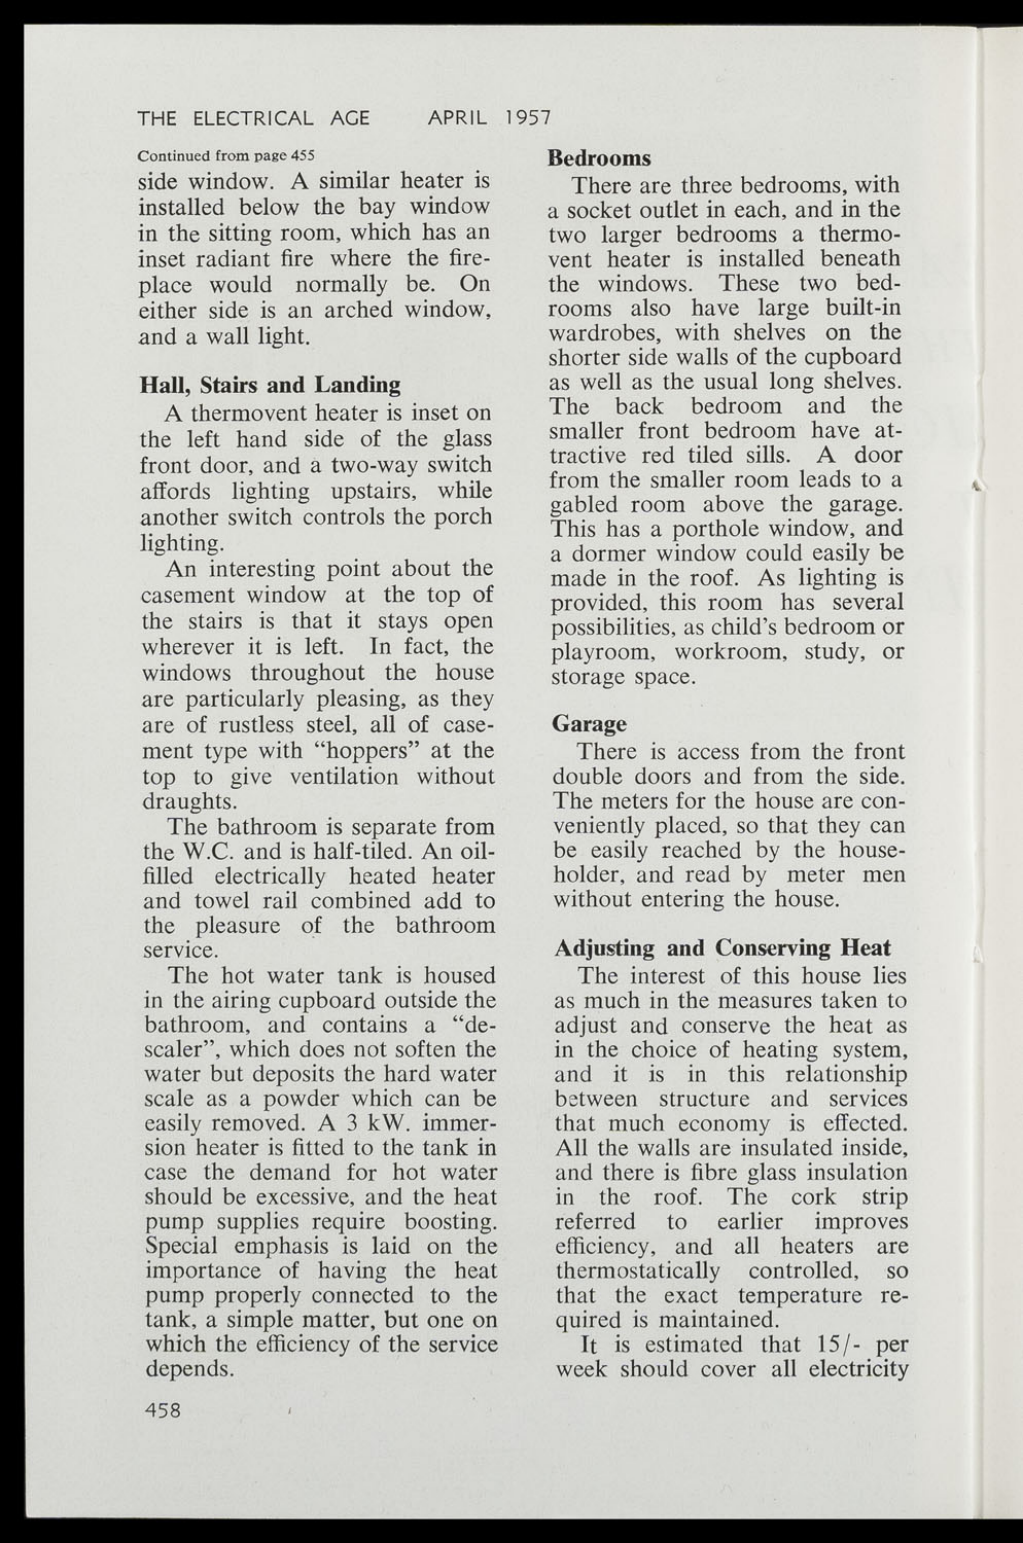 THE ELECTRICAL AGE APRIL 1957
Continued from page 455
side window. A similar heater is
installed below the bay window
in the sitting room, which has an
inset radiant fire where the fire-
place would normally be. On
either side is an arched window,
and a wall light.
Hall, Stairs and Landing
A thermovent heater is inset on
the left hand side of the glass
front door, and a two-way switch
affords lighting upstairs, while
another switch controls the porch
lighting.
An interesting point about the
casement window at the top of
the stairs is that it stays open
wherever it is left. In fact, the
windows throughout the house
are particularly pleasing, as they
are of rustless steel, all of case-
ment type with “hoppers” at the
top to give ventilation without
draughts.
The bathroom is separate from
the W.C. and is half-tiled. An oil-
filled electrically heated heater
and towel rail combined add to
the pleasure of the bathroom
service.
The hot water tank is housed
in the airing cupboard outside the
bathroom, and contains a “de-
scaler”, which does not soften the
water but deposits the hard water
scale as a powder which can be
easily removed. A 3 kW. immer-
sion heater is fitted to the tank in
case the demand for hot water
should be excessive, and the heat
pump supplies require boosting.
Special emphasis is laid on the
importance of having the heat
pump properly connected to the
tank, a simple matter, but one on
which the efficiency of the service
depends.
Bedrooms
There are three bedrooms, with
a socket outlet in each, and in the
two larger bedrooms a thermo-
vent heater is installed beneath
the windows. These two bed-
rooms also have large built-in
wardrobes, with shelves on the
shorter side walls of the cupboard
as well as the usual long shelves.
The back bedroom and the
smaller front bedroom have at-
tractive red tiled sills. A door
from the smaller room leads to a
gabled room above the garage.
This has a porthole window, and
a dormer window could easily be
made in the roof. As lighting is
provided, this room has several
possibilities, as child's bedroom or
playroom, workroom, study, or
storage space.
Garage
There is access from the front
double doors and from the side.
The meters for the house are con-
veniently placed, so that they can
be easily reached by the house-
holder, and read by meter men
without entering the house.
Adjusting and Conserving Heat
The interest of this house lies
as much in the measures taken to
adjust and conserve the heat as
in the choice of heating system,
and it is in this relationship
between structure and services
that much economy is effected.
All the walls are insulated inside,
and there is fibre glass insulation
in the roof. The cork strip
referred to earlier improves
efficiency, and all heaters are
thermostatically controlled, so
that the exact temperature re-
quired is maintained.
It is estimated that 15/- per
week should cover all electricity
458